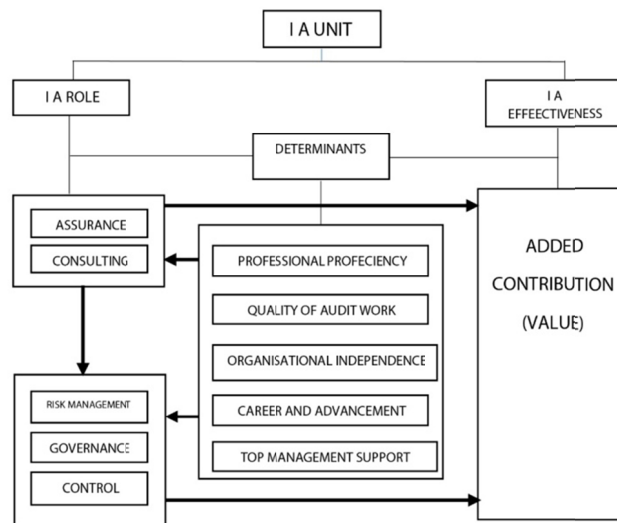 I A UNIT
I A ROLE
I A
EFFEECTIVENESS
DETERMINANTS
ASSURANCE
CONSULTING
PROFESSIONAL PROFECIENCY
QUALITY OF AUDIT WORK
ORGANISATIONAL INDEPENDENCE
CAREER AND ADVANCEMENT
TOP MANAGEMENT SUPPORT
ADDED
CONTRIBUTION
(VALUE)
RISK MANAGEMENT
GOVERNANCE
CONTROL